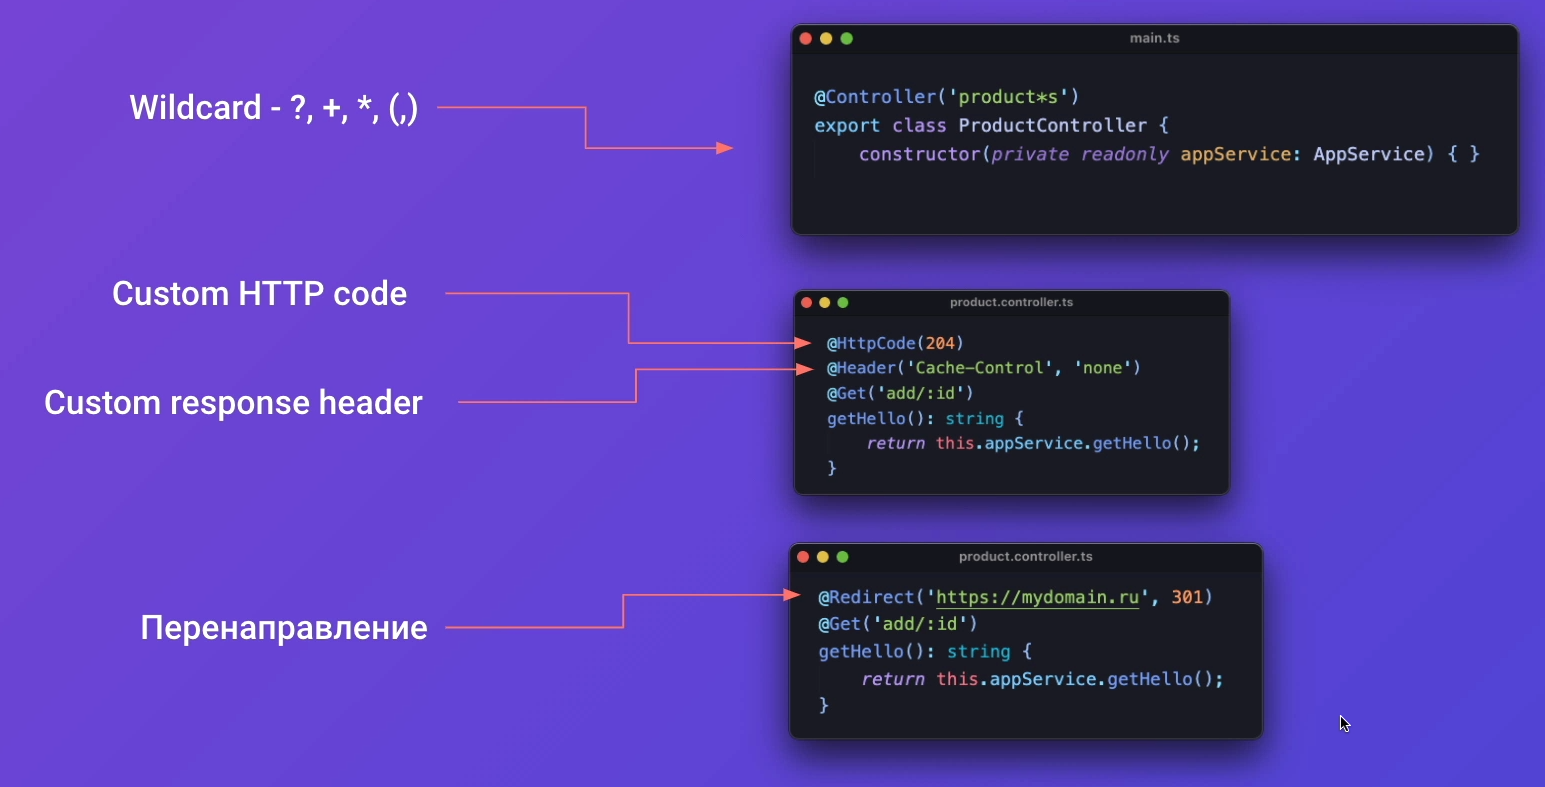 Wildcard - ?, +, *, (,)
main.ts
@Controller('product*s')
export class ProductController {
constructor(private readonly appService: AppService) { }
Custom HTTP code
Custom response header
product.controller.ts
@HttpCode(204)
@Header('Cache-Control', 'none')
@Get('add/:id')
getHello(): string {
return this.appService.getHello();
}
Перенаправление
product.controller.ts
@Redirect('https://mydomain.ru', 301)
@Get('add/:id')
getHello(): string {
return this.appService.getHello();
}